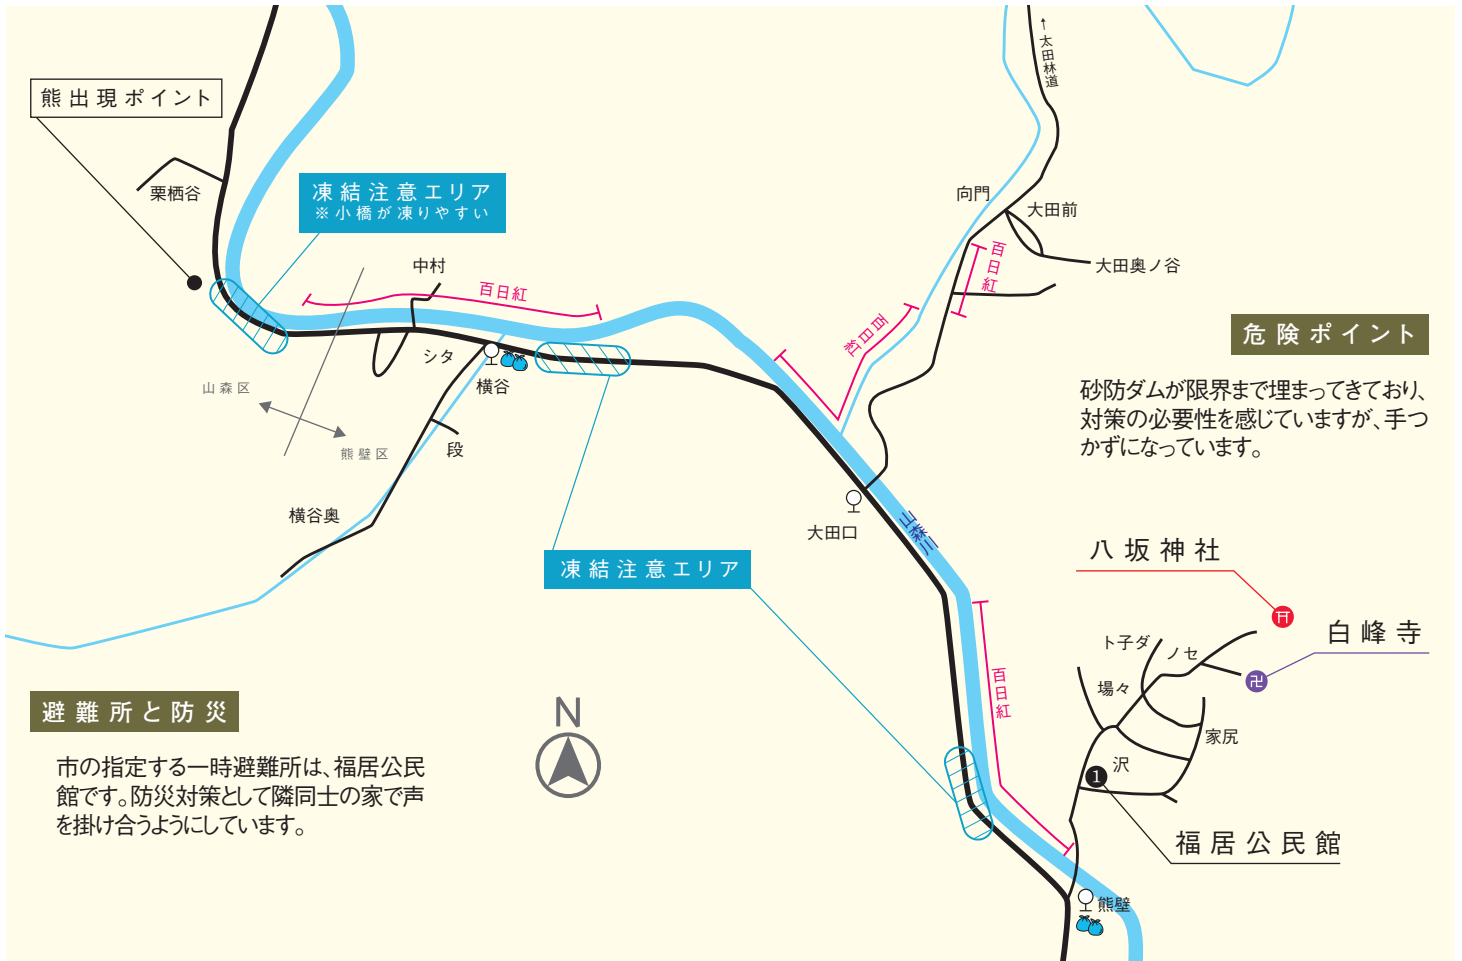 ←太田林道
熊出現ポイント
栗栖谷
凍結注意エリア
※小橋が凍りやすい
向門
大田前
大田奥ノ谷
中村
百日紅
百日紅
百日紅
シタ
横谷
山森区
熊壁区
段
横谷奥
危険ポイント
砂防ダムが限界まで埋まってきており、
対策の必要性を感じていますが、手つ
かずになっています。
大田口
山森川
凍結注意エリア
八坂神社
白峰寺
ト子ダ
ノセ
場々
家尻
沢
1
百日紅
福居公民館
熊壁
避難所と防災
市の指定する一時避難所は、福居公民
館です。防災対策として隣同士の家で声
を掛け合うようにしています。
N